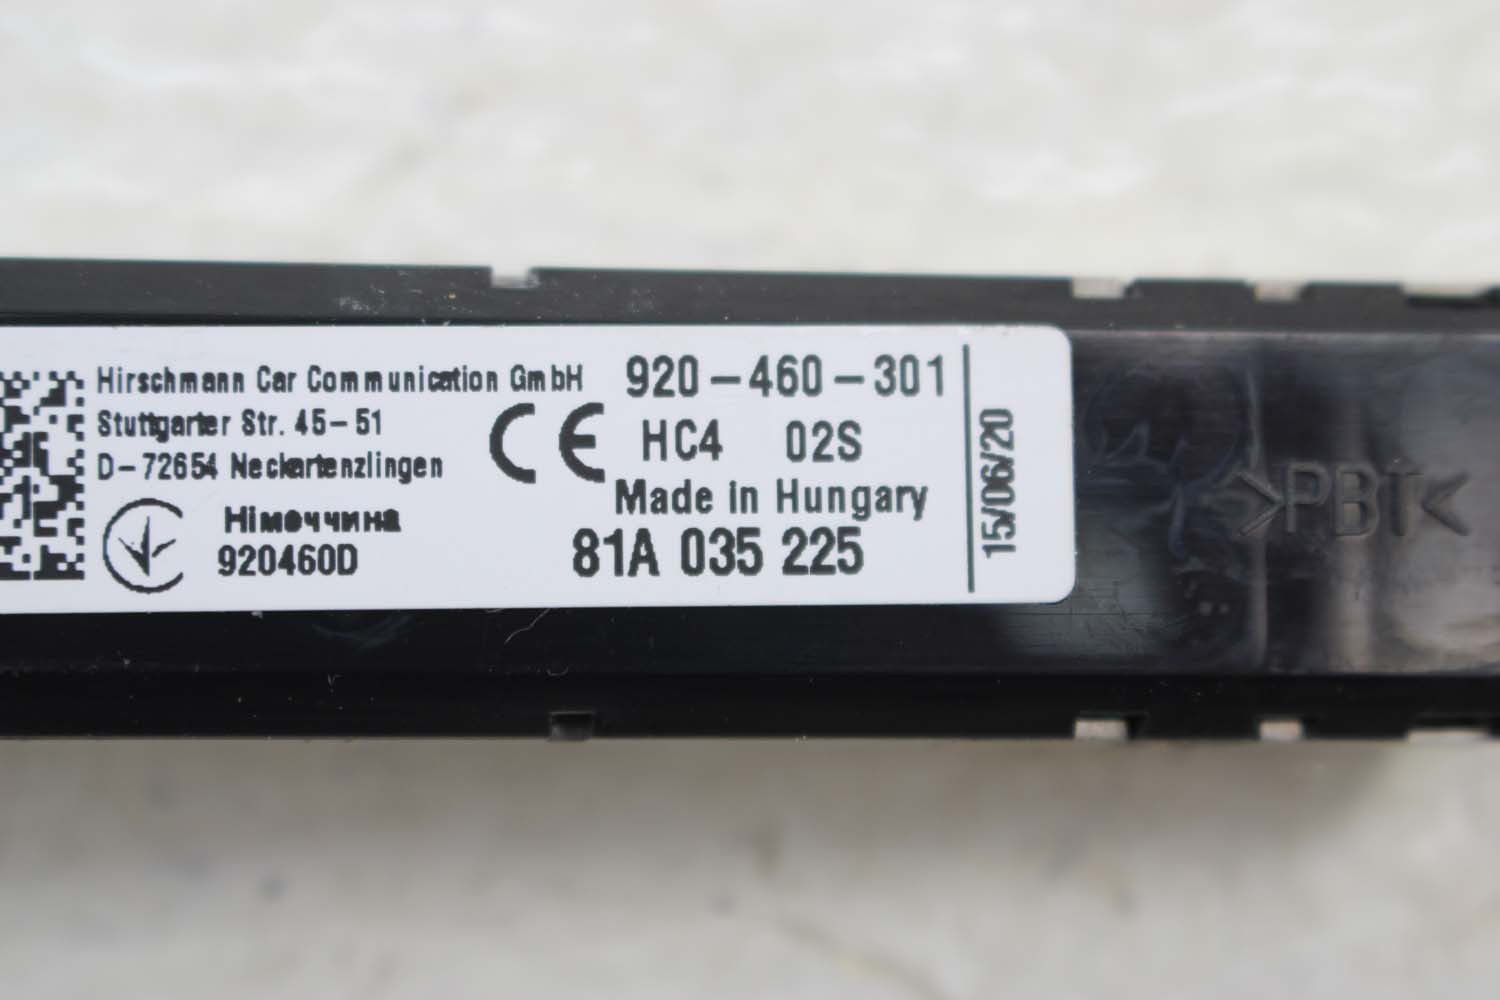 Hirschmann Car Communication GmbH
Stuttgarter Str. 45-51
D-72654 Neckartenzlingen
Німеччина
920460D
CE
920-460-301
HC4 02S
Made in Hungary
81A 035 225
15/06/20
>PBT<